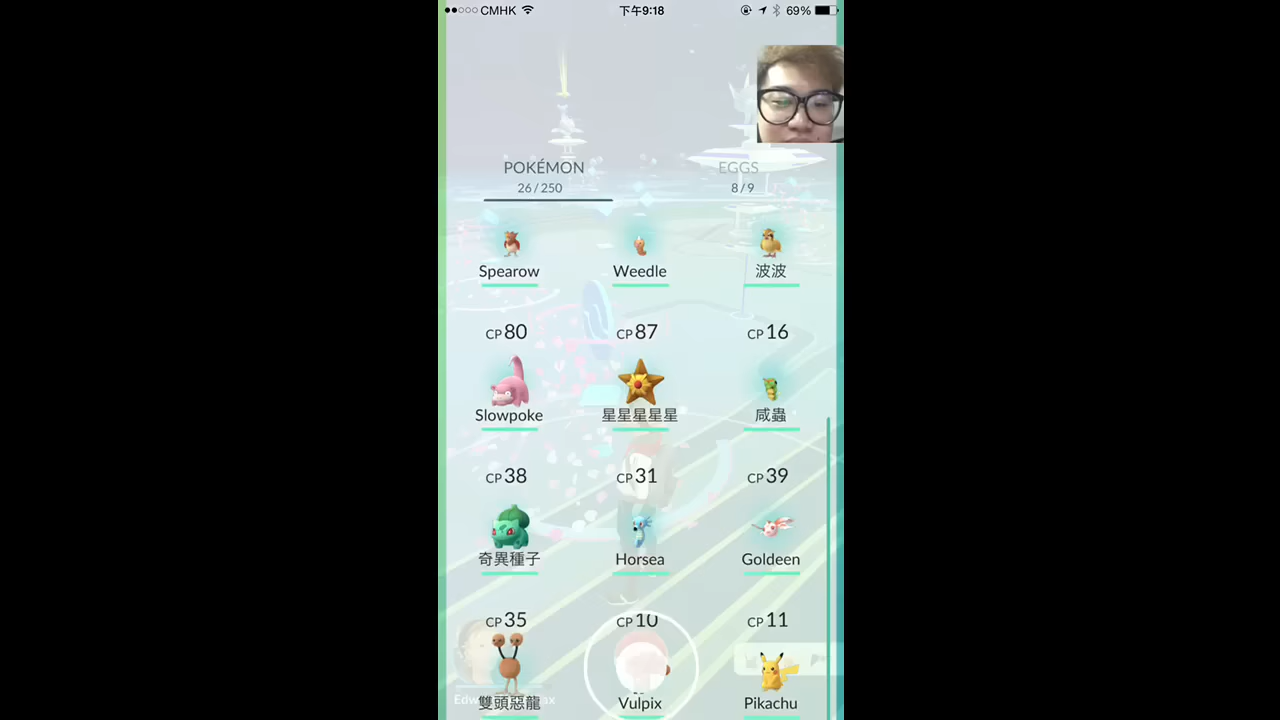 CMHK 下午9:18 69%
POKÉMON EGGS
26/250 8/9
Spearow Weedle 波波
CP80 CP87 CP16
Slowpoke 星星星星星 咸蟲
CP38 CP31 CP39
奇異種子 Horsea Goldeen
CP35 CP10 CP11
雙頭惡龍 Vulpix Pikachu